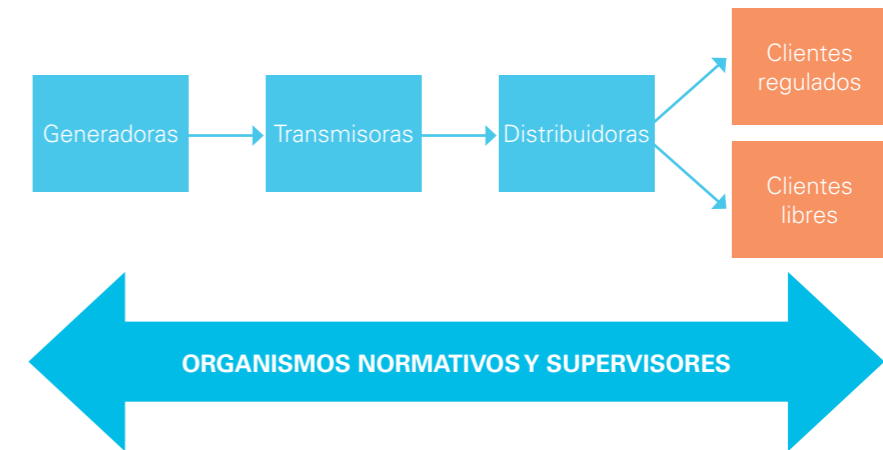 Generadoras
Transmisoras
Distribuidoras
Clientes
regulados
Clientes
libres
ORGANISMOS NORMATIVOS Y SUPERVISORES